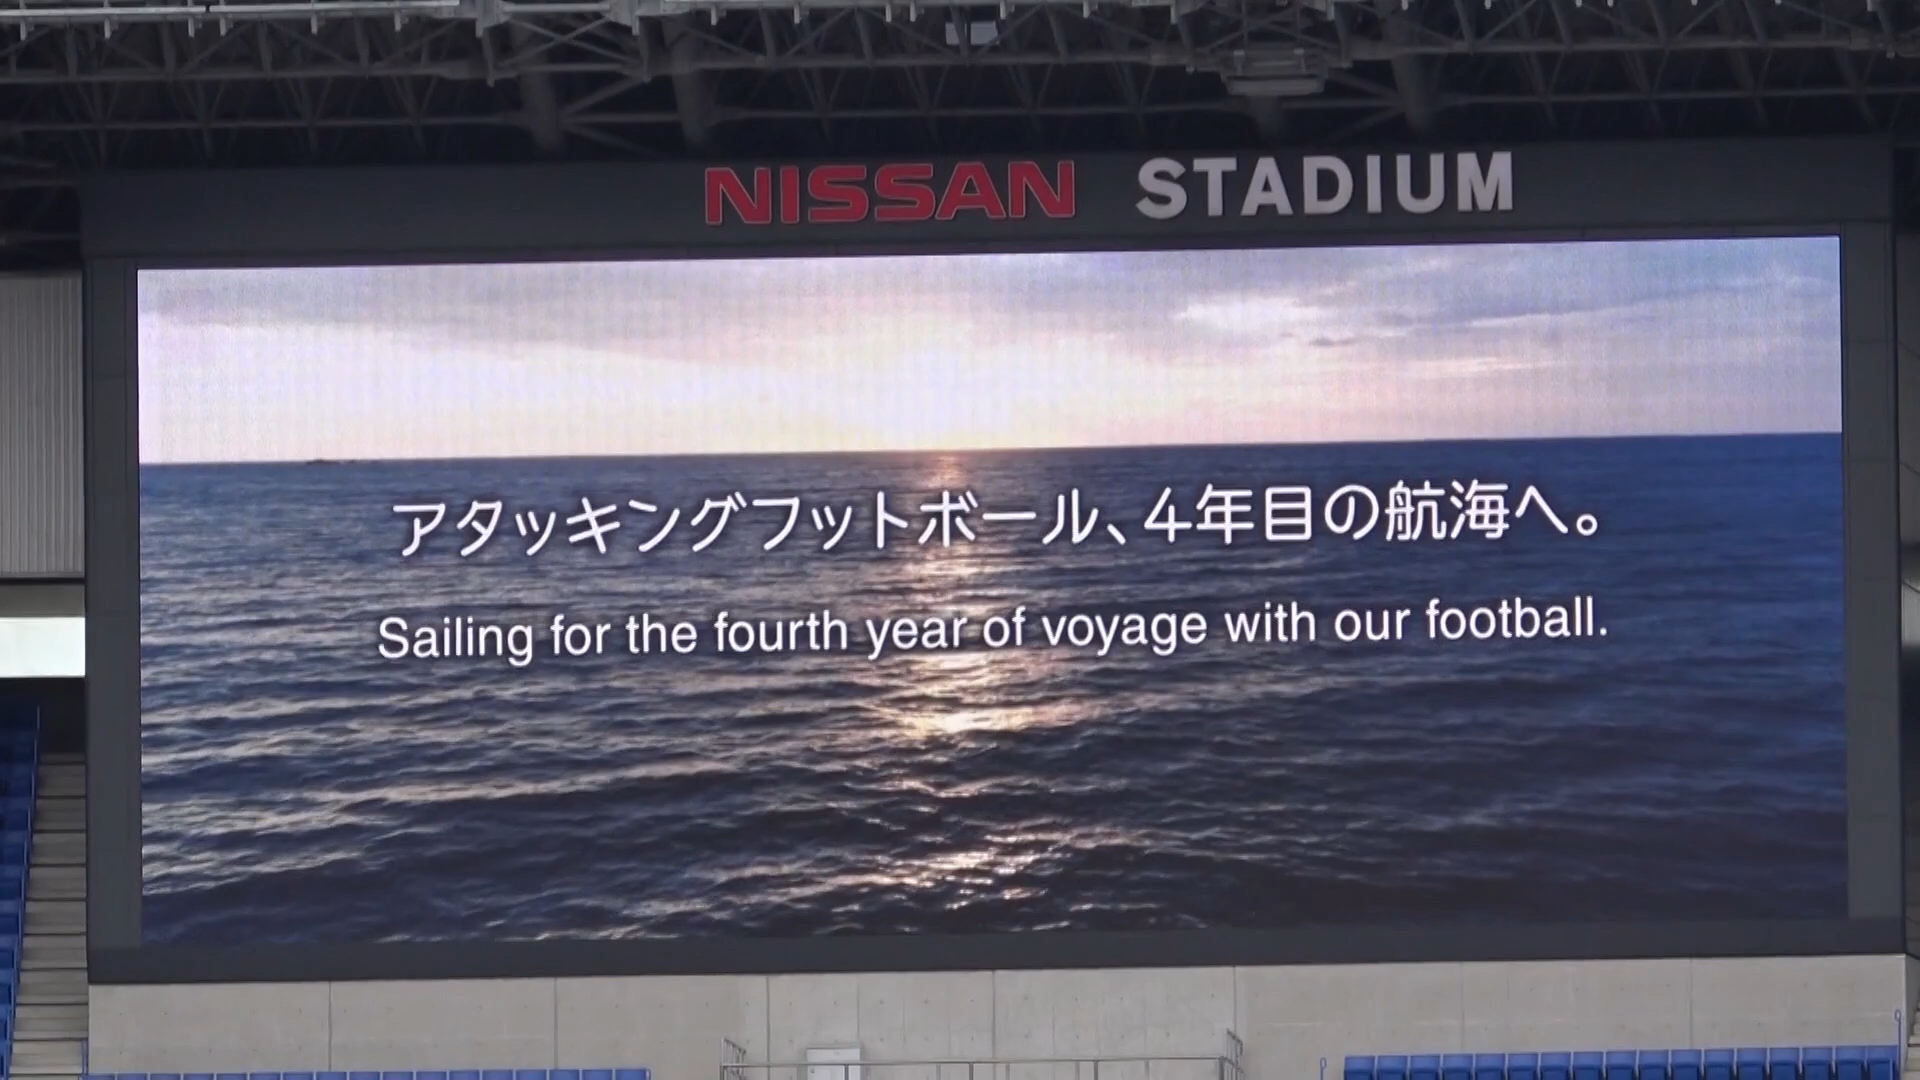 NISSAN STADIUM
アタッキングフットボール、4年目の航海へ。
Sailing for the fourth year of voyage with our football.